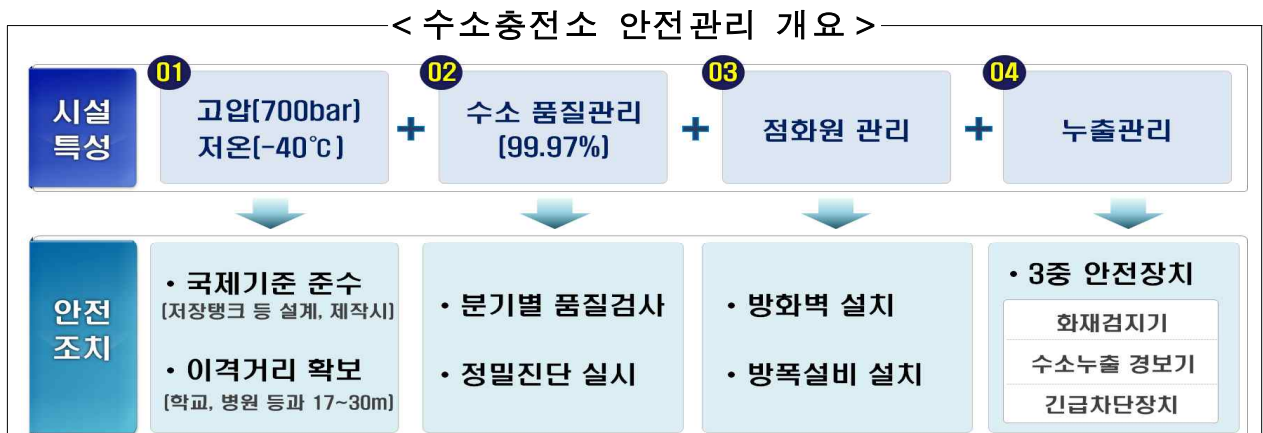 < 수소충전소 안전관리 개요 >
시설
특성
01
고압(700bar)
저온(-40℃)
+
02
수소 품질관리
(99.97%)
+
03
점화원 관리
+
04
누출관리
안전
조치
• 국제기준 준수
(저장탱크 등 설계, 제작시)
• 이격거리 확보
(학교, 병원 등과 17~30m)
• 분기별 품질검사
• 정밀진단 실시
• 방화벽 설치
• 방폭설비 설치
• 3중 안전장치
화재검지기
수소누출 경보기
긴급차단장치